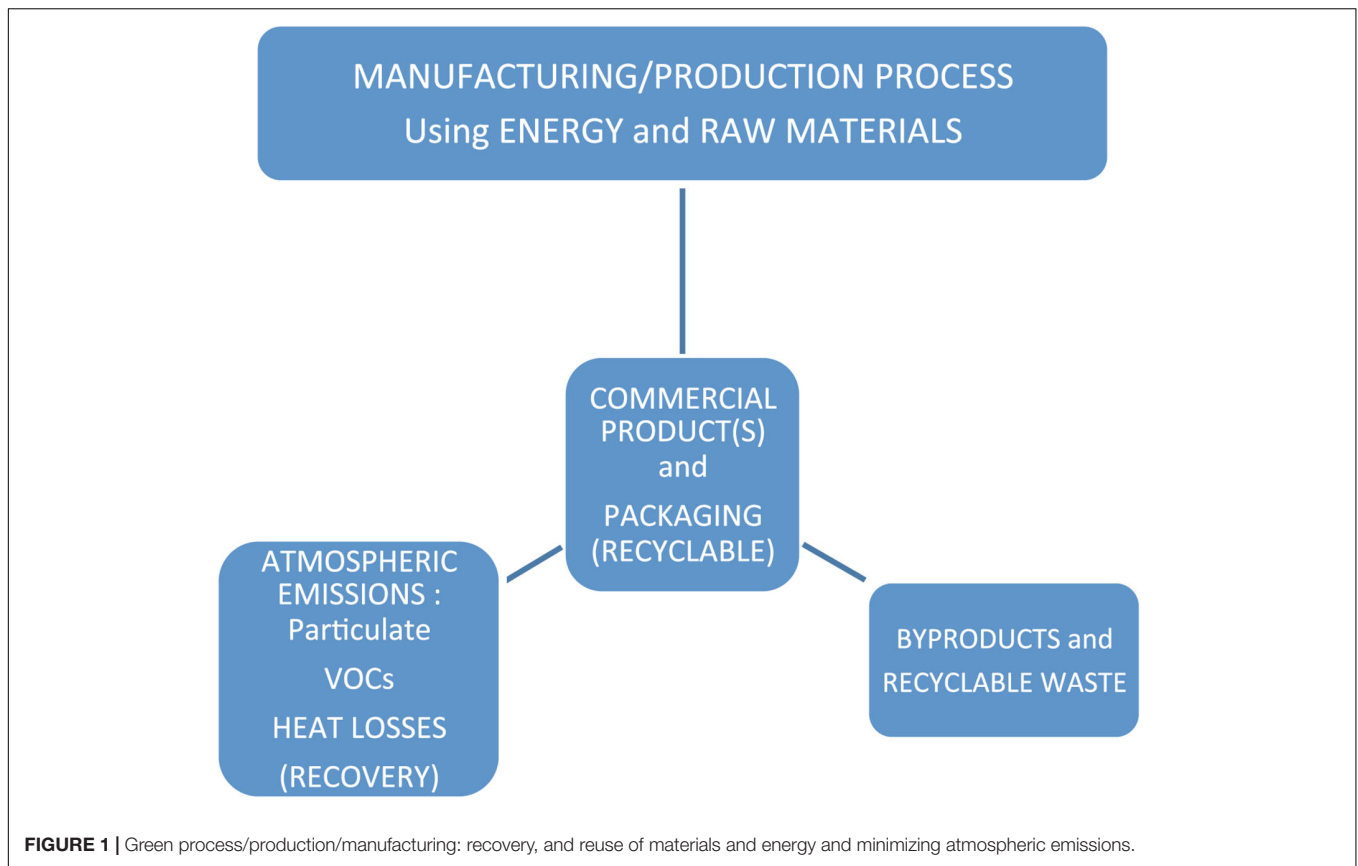 MANUFACTURING/PRODUCTION PROCESS
Using ENERGY and RAW MATERIALS
COMMERCIAL
PRODUCT(S)
and
PACKAGING
(RECYCLABLE)
ATMOSPHERIC
EMISSIONS :
Particulate
VOCs
HEAT LOSSES
(RECOVERY)
BYPRODUCTS and
RECYCLABLE WASTE
FIGURE 1 | Green process/production/manufacturing: recovery, and reuse of materials and energy and minimizing atmospheric emissions.